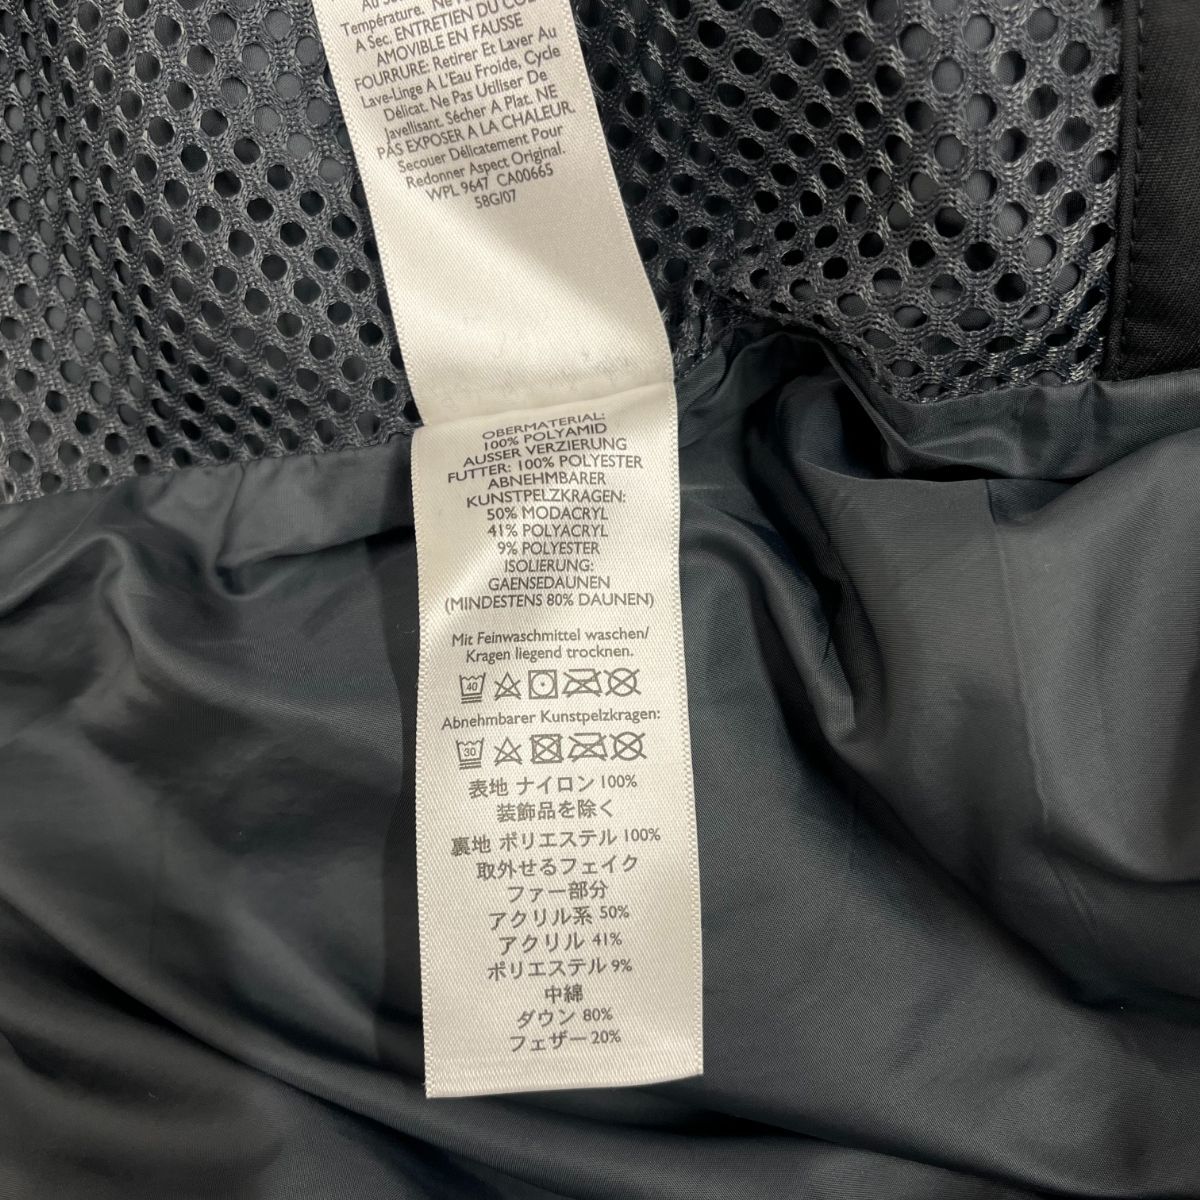 Température. Ne
A Sec. ENTRETIEN DU
AMOVIBLE EN FAUSSE
FOURRURE: Retirer Et Laver Au
Lave-Linge A L'Eau Froide, Cycle
Délicat. Ne Pas Utiliser De
Javellisant. Sécher A Plat. NE
PAS EXPOSER A LA CHALEUR.
Secouer Délicatement Pour
Redonner Aspect Original.
WPL 9647 CA00665
58GI/07
OBERMATERIAL:
100% POLYAMID
AUSSER VERZIERUNG
FUTTER: 100% POLYESTER
ABNEHMBARER
KUNSTPELZKRAGEN:
50% MODACRYL
41% POLYACRYL
9% POLYESTER
ISOLIERUNG:
GAENSEDAUNEN
(MINDESTENS 80% DAUNEN)
Mit Feinwaschmittel waschen/
Kragen liegend trocknen.
40
Abnehmbarer Kunstpelzkragen:
30
表地 ナイロン 100%
装飾品を除く
裏地 ポリエステル 100%
取外せるフェイク
ファー部分
アクリル系 50%
アクリル 41%
ポリエステル 9%
中綿
ダウン 80%
フェザー 20%